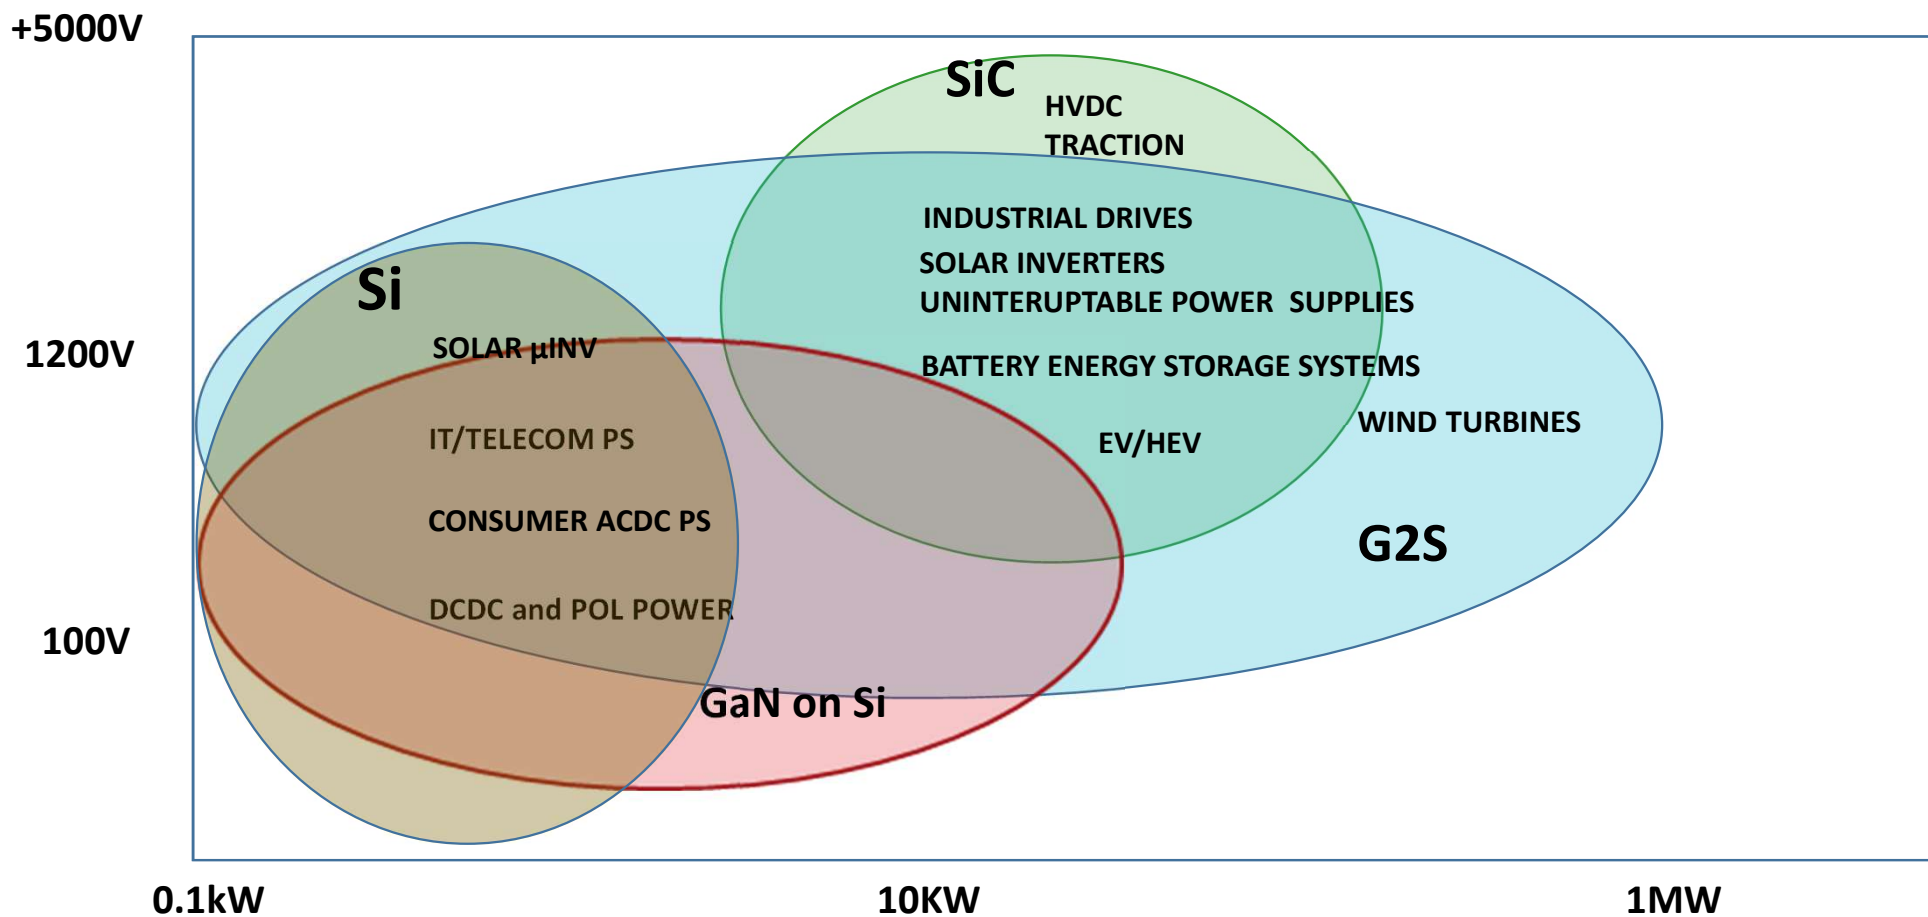 +5000V
SiC
HVDC
TRACTION
INDUSTRIAL DRIVES
SOLAR INVERTERS
UNINTERUPTABLE POWER  SUPPLIES
Si
SOLAR µINV
1200V
BATTERY ENERGY STORAGE SYSTEMS
WIND TURBINES
IT/TELECOM PS
EV/HEV
CONSUMER ACDC PS
G2S
DCDC and POL POWER
100V
GaN on Si
0.1kW
10KW
1MW